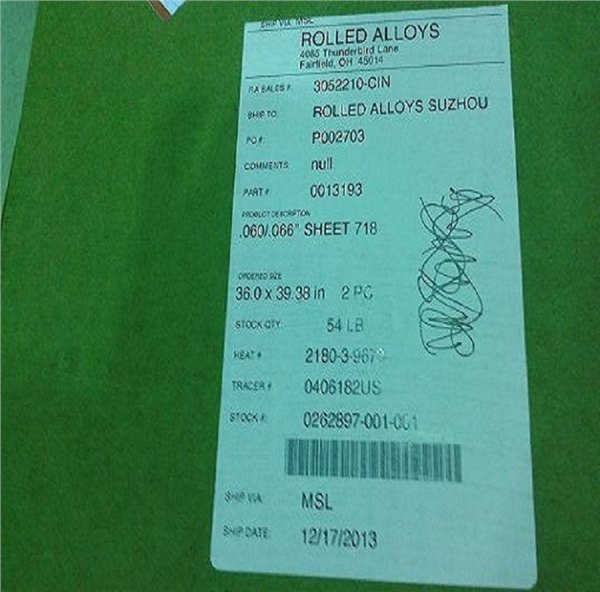 SHIP VIA MSL
ROLLED ALLOYS
4085 Thunderbird Lane
Fairfield, OH 45014
RA SALES #: 3052210-CIN
SHIP TO: ROLLED ALLOYS SUZHOU
PO #: P002703
COMMENTS: null
PART #: 0013193
PRODUCT DESCRIPTION
.060/.066" SHEET 718
ORDERED SIZE
36.0 x 39.38 in 2 PC
STOCK QTY: 54 LB
HEAT #
TRACER # 0406182US
STOCK #: 0262897-001-001
SHIP VIA: MSL
SHIP DATE: 12/17/2013